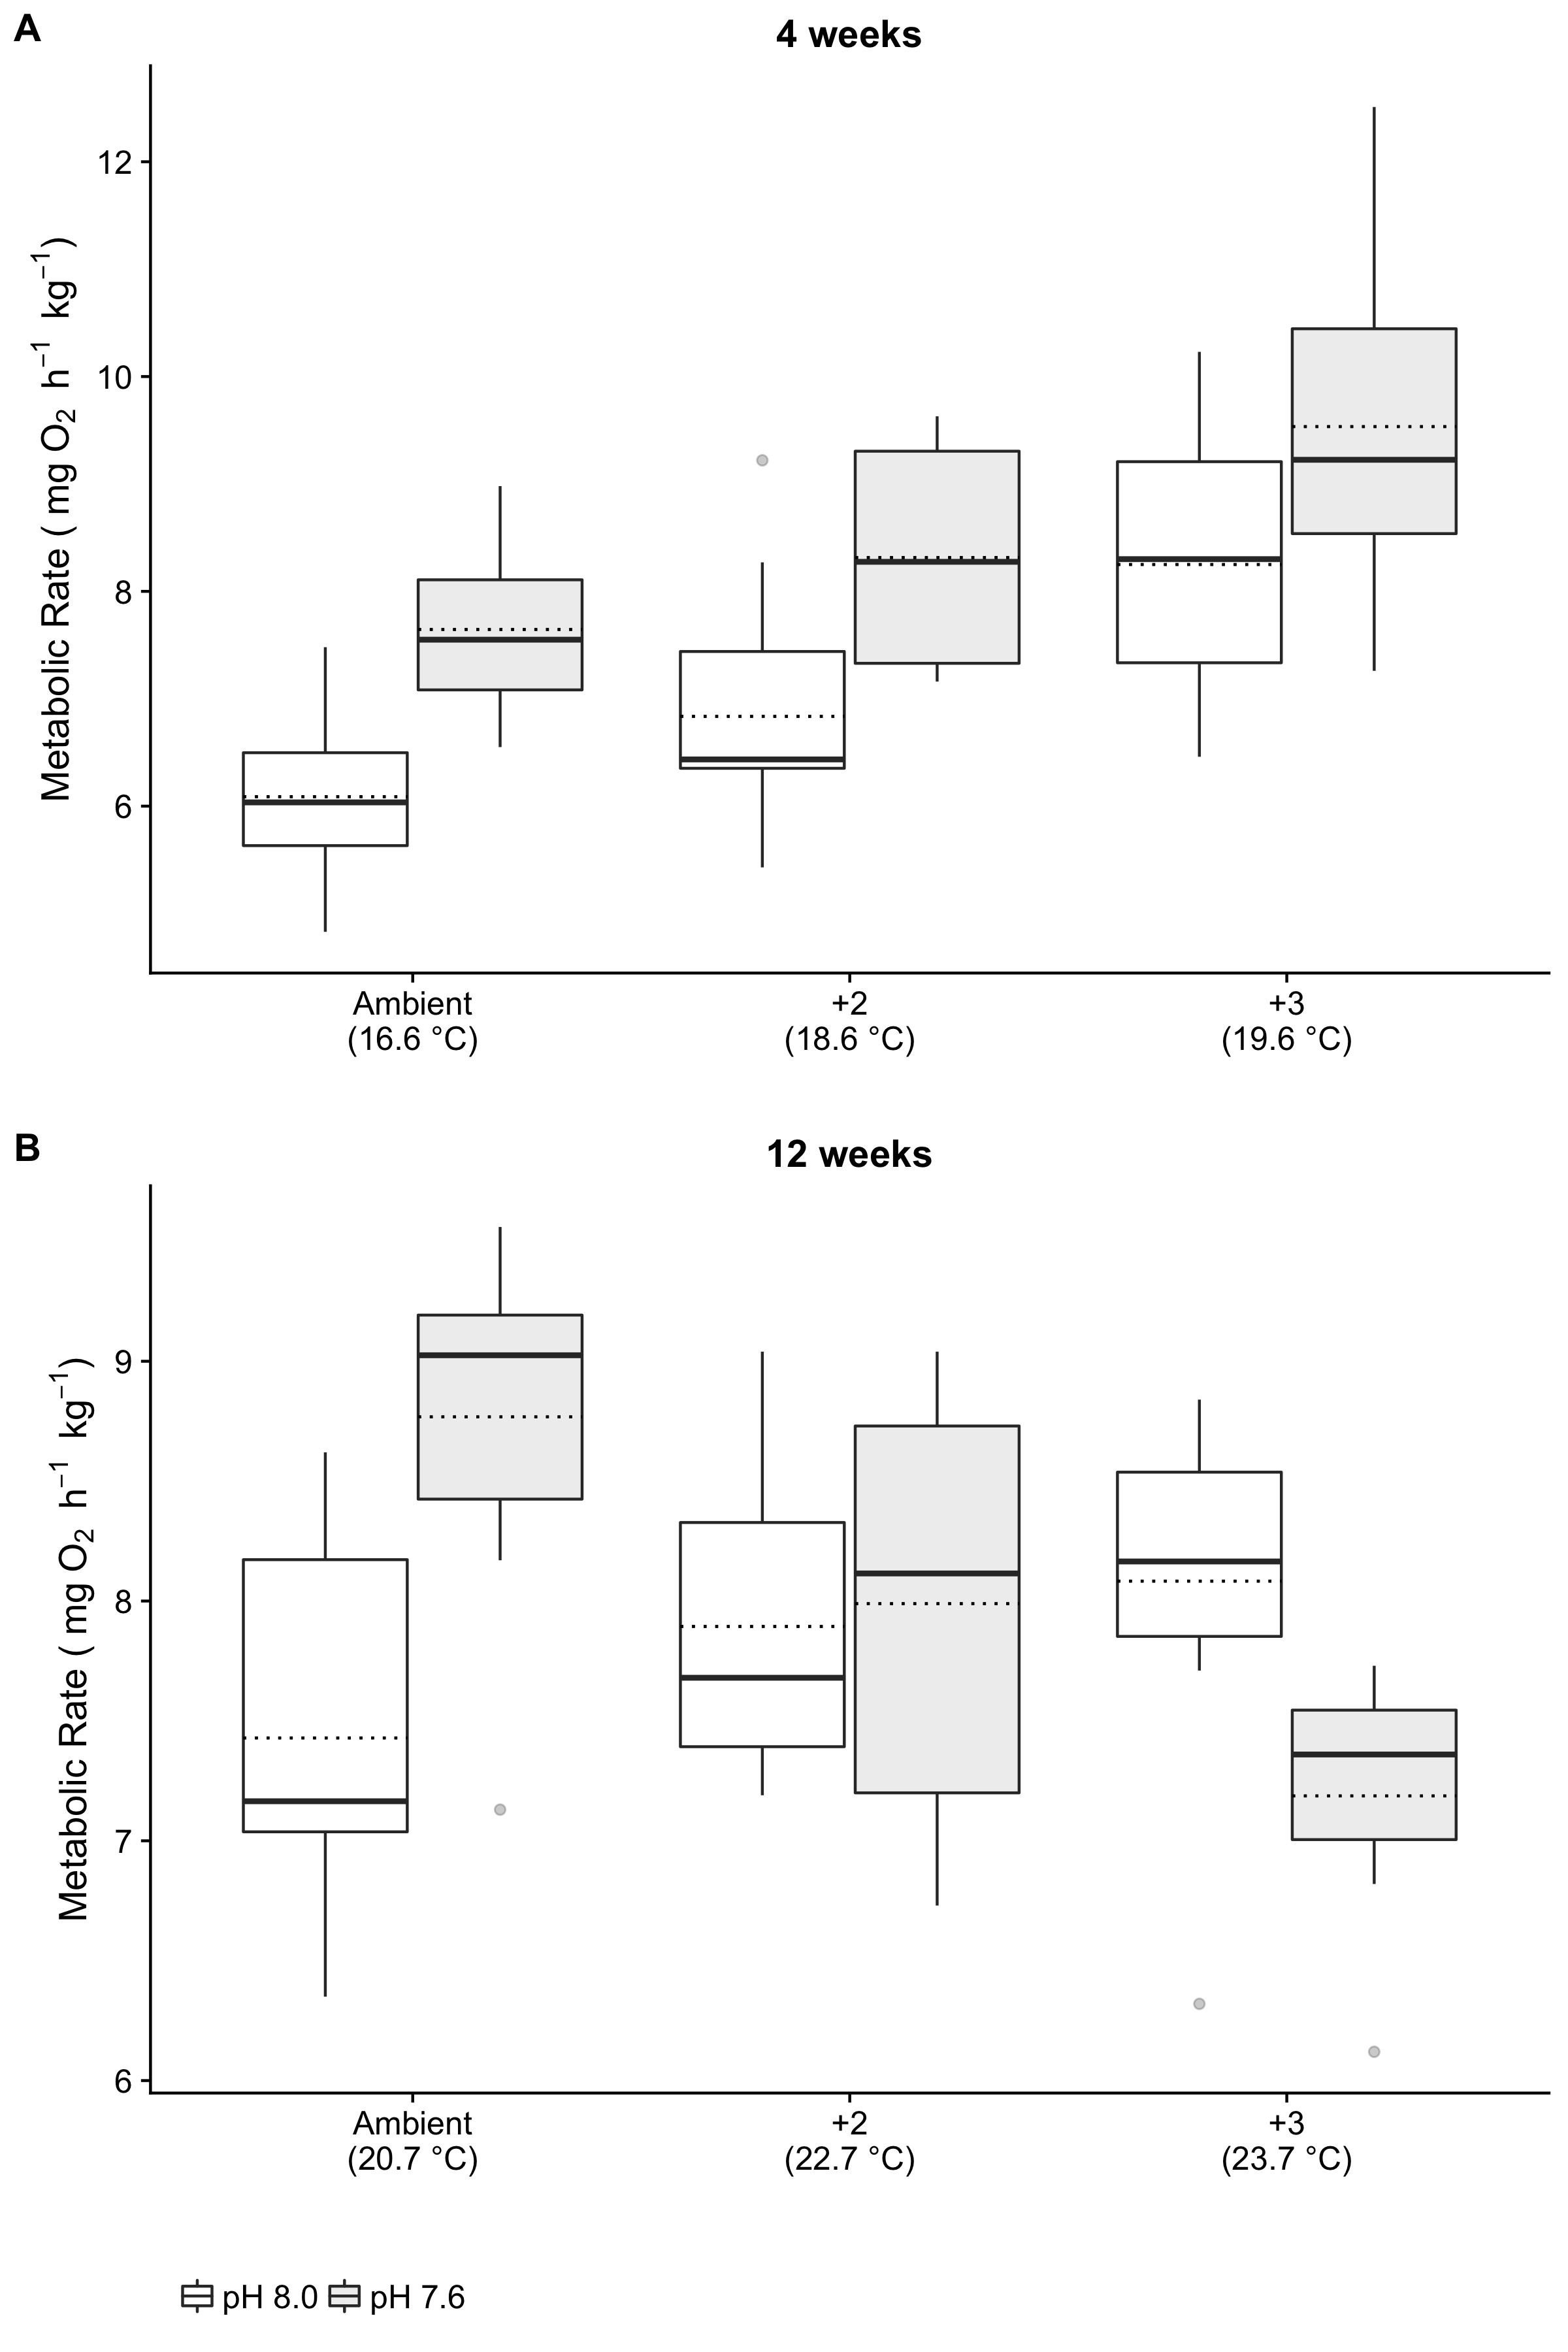 A
4 weeks
Metabolic Rate ( mg O₂ h⁻¹ kg⁻¹)
12
10
8
6
Ambient
(16.6 °C)
+2
(18.6 °C)
+3
(19.6 °C)
B
12 weeks
Metabolic Rate ( mg O₂ h⁻¹ kg⁻¹)
9
8
7
6
Ambient
(20.7 °C)
+2
(22.7 °C)
+3
(23.7 °C)
pH 8.0 pH 7.6